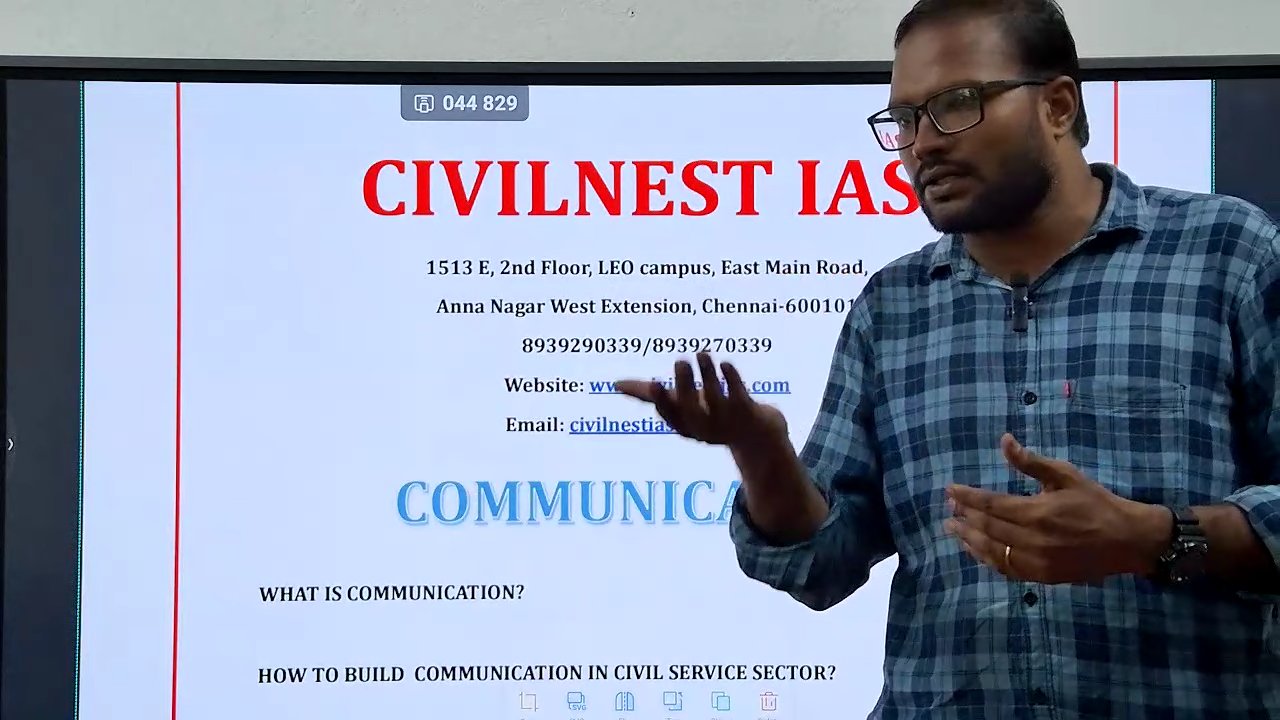 044 829
CIVILNEST IAS
1513 E, 2nd Floor, LEO campus, East Main Road,
Anna Nagar West Extension, Chennai-600101
8939290339/8939270339
Website:
Email: civilnestias
WHAT IS COMMUNICATION?
HOW TO BUILD COMMUNICATION IN CIVIL SERVICE SECTOR?